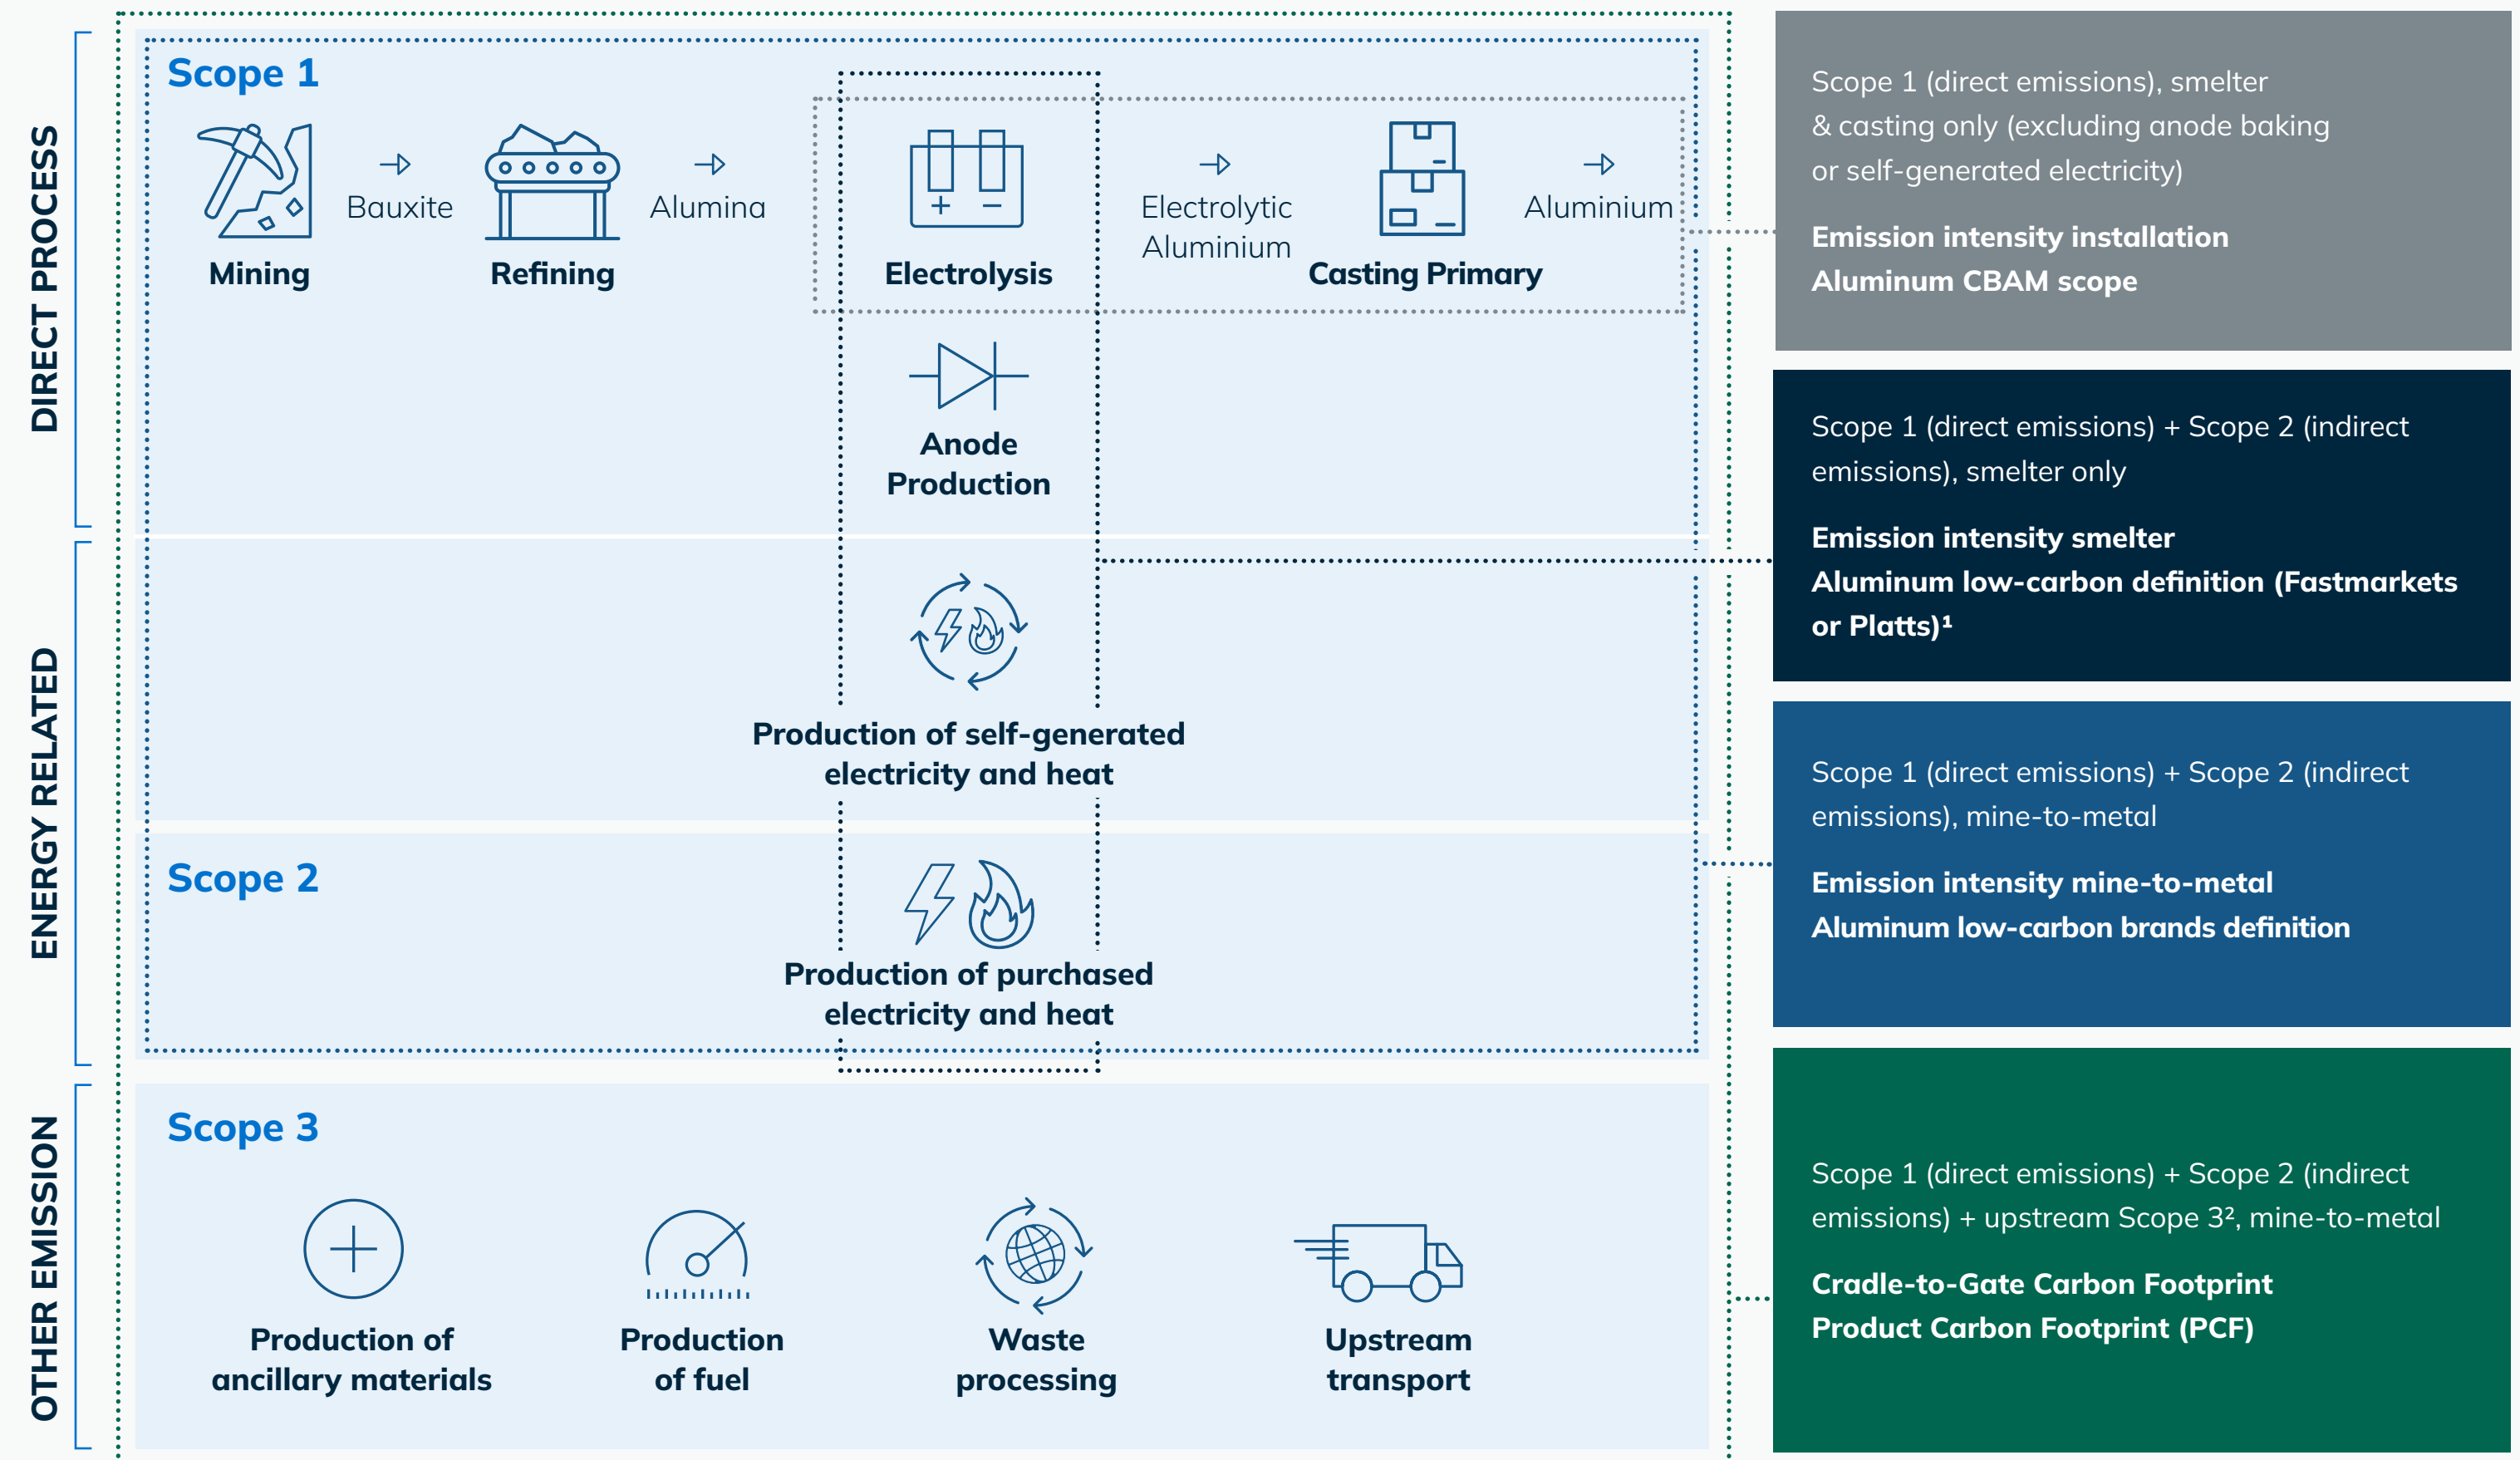 DIRECT PROCESS
Scope 1
Bauxite
Alumina
Electrolytic
Aluminium
Aluminium
Mining
Refining
Electrolysis
Casting Primary
+ −
Anode
Production
ENERGY RELATED
Production of self-generated
electricity and heat
Scope 2
Production of purchased
electricity and heat
OTHER EMISSION
Scope 3
Production of
ancillary materials
Production
of fuel
Waste
processing
Upstream
transport
Scope 1 (direct emissions), smelter
& casting only (excluding anode baking
or self-generated electricity)
Emission intensity installation
Aluminum CBAM scope
Scope 1 (direct emissions) + Scope 2 (indirect
emissions), smelter only
Emission intensity smelter
Aluminum low-carbon definition (Fastmarkets
or Platts)¹
Scope 1 (direct emissions) + Scope 2 (indirect
emissions), mine-to-metal
Emission intensity mine-to-metal
Aluminum low-carbon brands definition
Scope 1 (direct emissions) + Scope 2 (indirect
emissions) + upstream Scope 3², mine-to-metal
Cradle-to-Gate Carbon Footprint
Product Carbon Footprint (PCF)